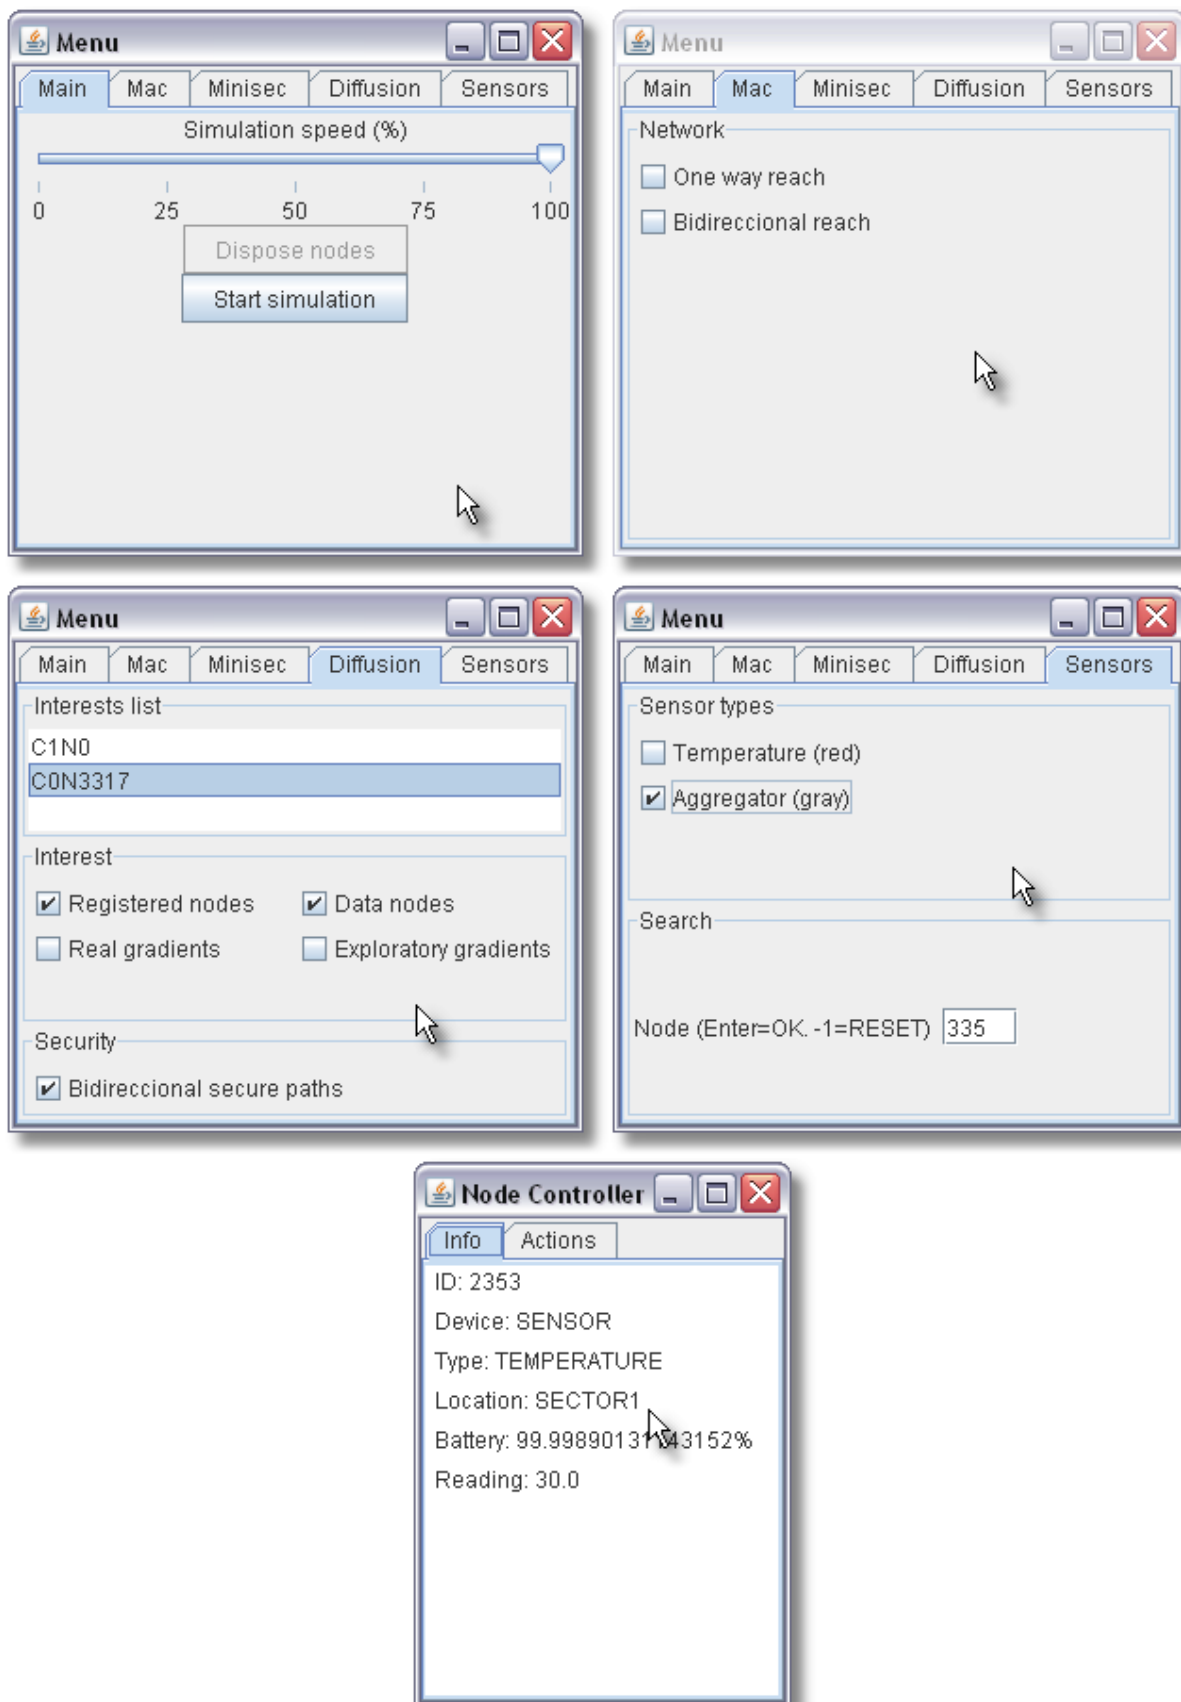 Menu
Main Mac Minisec Diffusion Sensors
Simulation speed (%)
0 25 50 75 100
Dispose nodes
Start simulation
Menu
Main Mac Minisec Diffusion Sensors
Network
One way reach
Bidireccional reach
Menu
Main Mac Minisec Diffusion Sensors
Interests list
C1N0
C0N3317
Interest
Registered nodes Data nodes
Real gradients Exploratory gradients
Security
Bidireccional secure paths
Menu
Main Mac Minisec Diffusion Sensors
Sensor types
Temperature (red)
Aggregator (gray)
Search
Node (Enter=OK. -1=RESET) 335
Node Controller
Info Actions
ID: 2353
Device: SENSOR
Type: TEMPERATURE
Location: SECTOR1
Battery:
Reading: 30.0